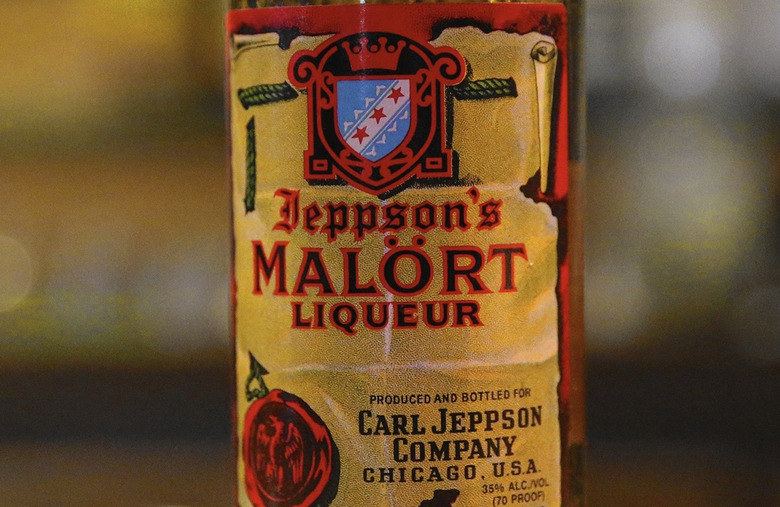 Jeppson's
MALÖRT
LIQUEUR
PRODUCED AND BOTTLED FOR
CARL JEPPSON
COMPANY
CHICAGO, U.S.A.
35% ALC./VOL
(70 PROOF)